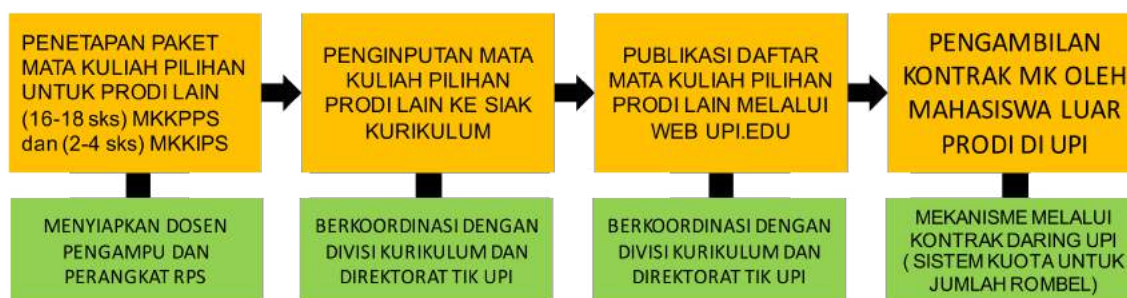 PENETAPAN PAKET
MATA KULIAH PILIHAN
UNTUK PRODI LAIN
(16-18 sks) MKKPPS
dan (2-4 sks) MKKIPS
PENGINPUTAN MATA
KULIAH PILIHAN
PRODI LAIN KE SIAK
KURIKULUM
PUBLIKASI DAFTAR
MATA KULIAH PILIHAN
PRODI LAIN MELALUI
WEB UPI.EDU
PENGAMBILAN
KONTRAK MK OLEH
MAHASISWA LUAR
PRODI DI UPI
MENYIAPKAN DOSEN
PENGAMPU DAN
PERANGKAT RPS
BERKOORDINASI DENGAN
DIVISI KURIKULUM DAN
DIREKTORAT TIK UPI
BERKOORDINASI DENGAN
DIVISI KURIKULUM DAN
DIREKTORAT TIK UPI
MEKANISME MELALUI
KONTRAK DARING UPI
( SISTEM KUOTA UNTUK
JUMLAH ROMBEL)